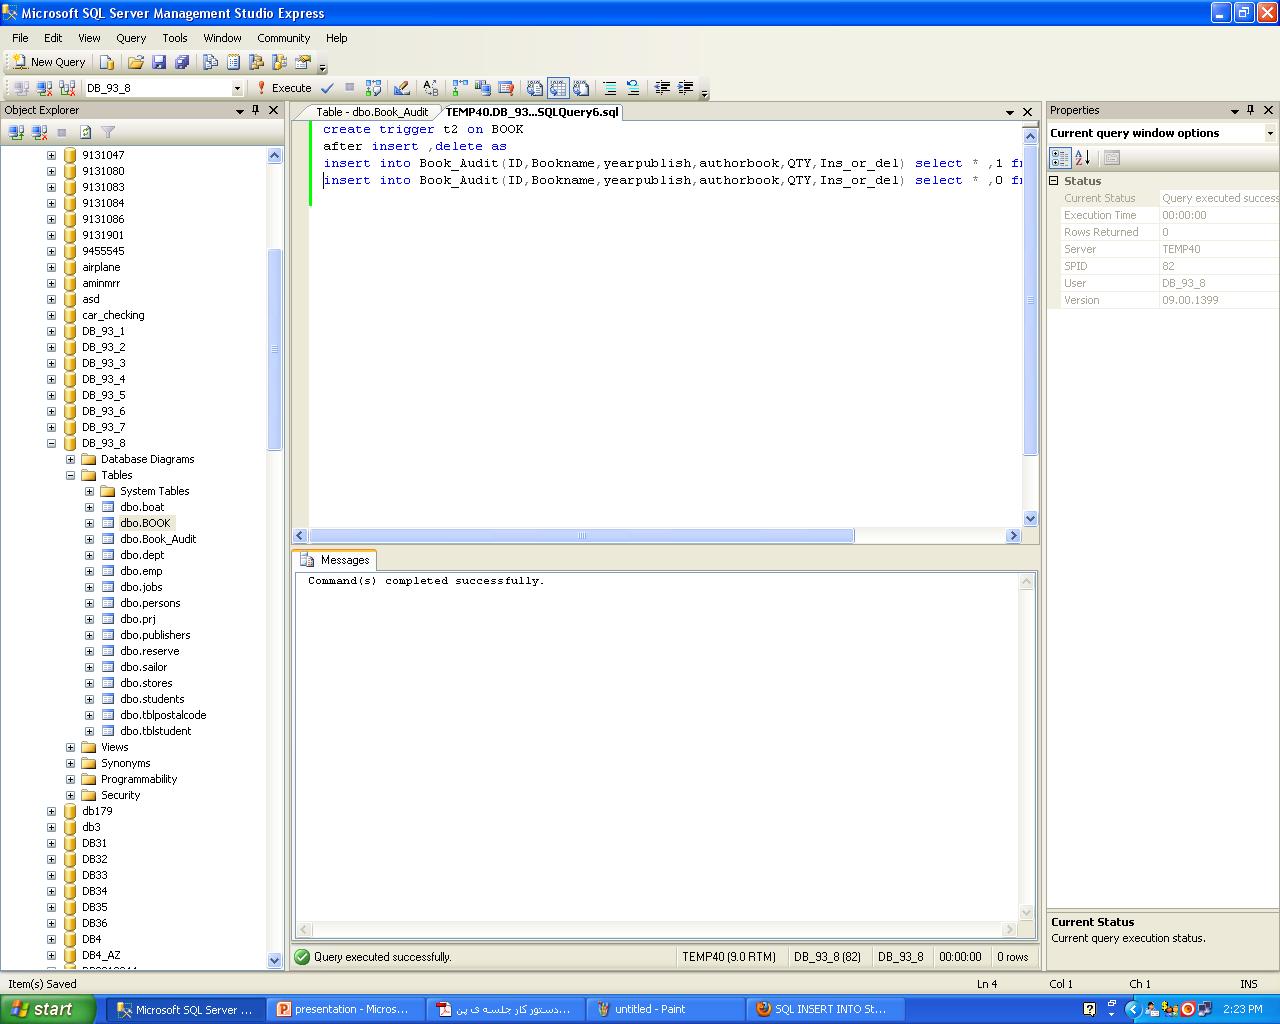 Microsoft SQL Server Management Studio Express
File Edit View Query Tools Window Community Help
New Query
DB_93_8 Execute
Object Explorer
9131047
9131080
9131083
9131084
9131086
9131901
9455545
airplane
aminmrr
asd
car_checking
DB_93_1
DB_93_2
DB_93_3
DB_93_4
DB_93_5
DB_93_6
DB_93_7
DB_93_8
Database Diagrams
Tables
System Tables
dbo.boat
dbo.BOOK
dbo.Book_Audit
dbo.dept
dbo.emp
dbo.jobs
dbo.persons
dbo.prj
dbo.publishers
dbo.reserve
dbo.sailor
dbo.stores
dbo.students
dbo.tblpostalcode
dbo.tblstudent
Views
Synonyms
Programmability
Security
db179
db3
DB31
DB32
DB33
DB34
DB35
DB36
DB4
DB4_AZ
Table - dbo.Book_Audit TEMP40.DB_93...SQLQuery6.sql
create trigger t2 on BOOK
after insert ,delete as
insert into Book_Audit(ID,Bookname,yearpublish,authorbook,QTY,Ins_or_del) select * ,1 fr
insert into Book_Audit(ID,Bookname,yearpublish,authorbook,QTY,Ins_or_del) select * ,0 fr
Messages
Command(s) completed successfully.
Query executed successfully. TEMP40 (9.0 RTM) DB_93_8 (82) DB_93_8 00:00:00 0 rows
Properties
Current query window options
Status
Current Status Query executed success
Execution Time 00:00:00
Rows Returned 0
Server TEMP40
SPID 82
User DB_93_8
Version 09.00.1399
Current Status
Current query execution status.
Item(s) Saved Ln 4 Col 1 Ch 1 INS
start Microsoft SQL Server ... presentation - Micros... دستور کار جلسه ی پن... untitled - Paint SQL INSERT INTO St... 2:23 PM